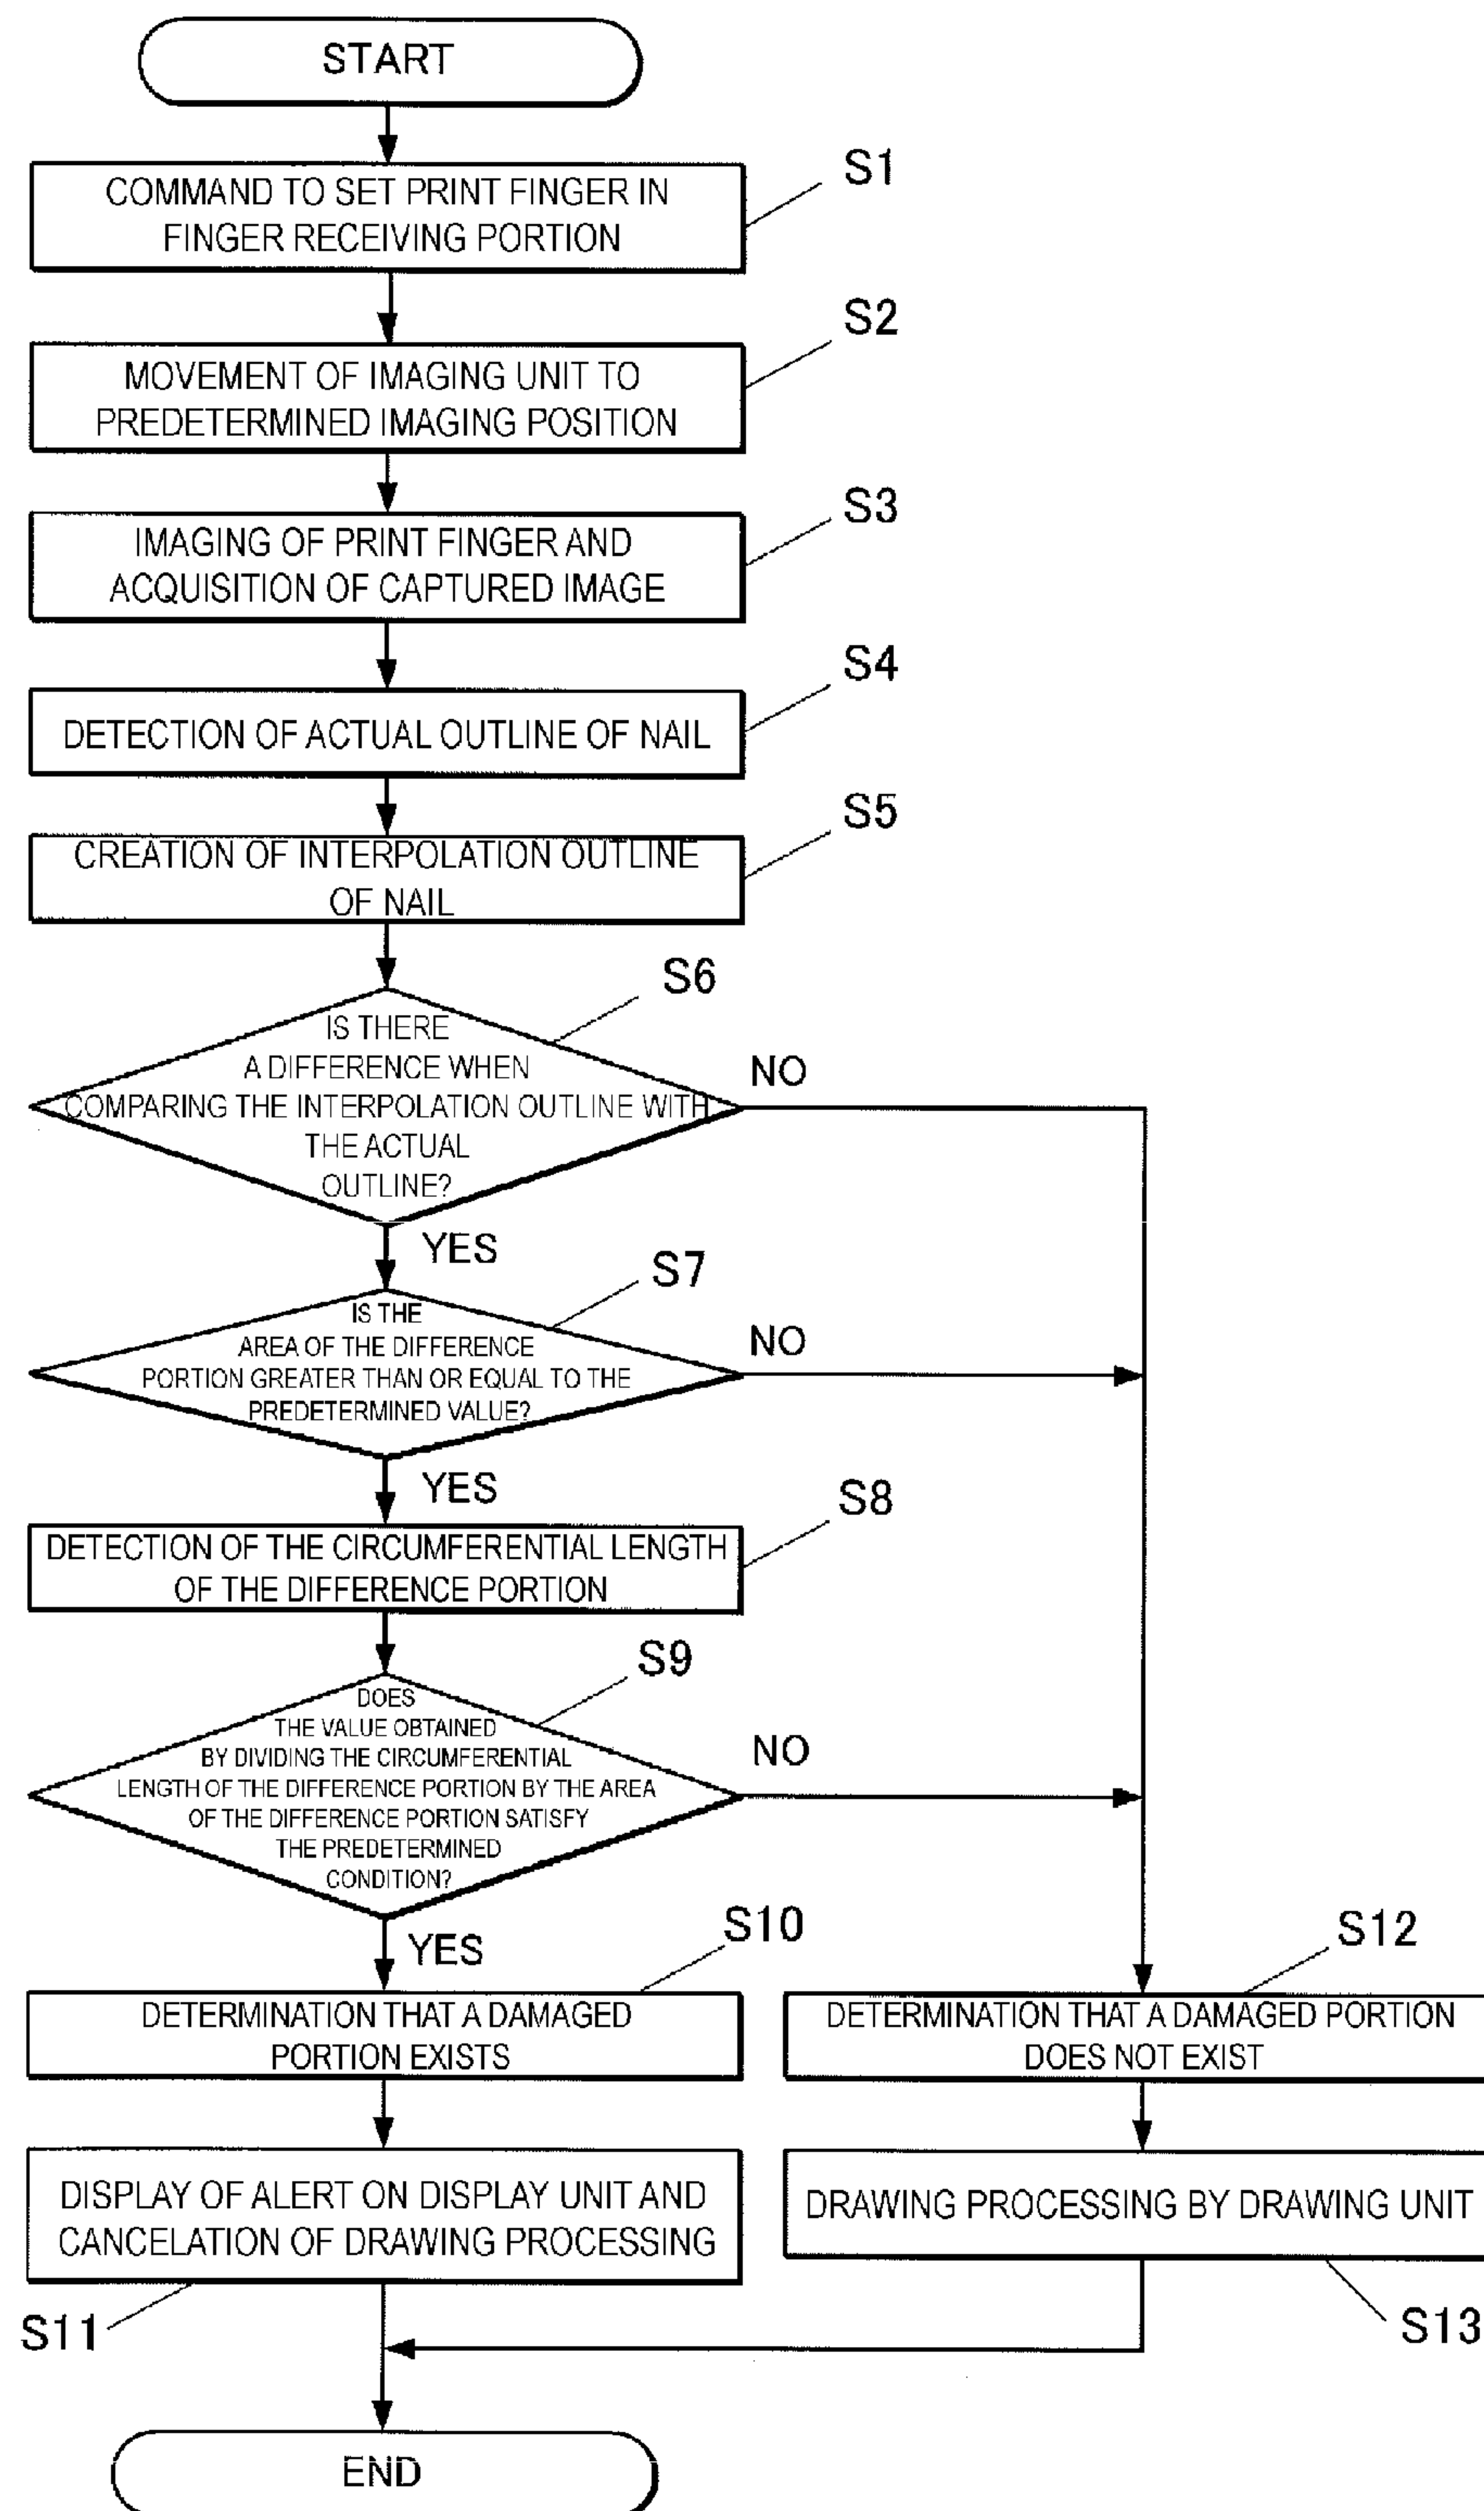 START
S1
COMMAND TO SET PRINT FINGER IN
FINGER RECEIVING PORTION
S2
MOVEMENT OF IMAGING UNIT TO
PREDETERMINED IMAGING POSITION
S3
IMAGING OF PRINT FINGER AND
ACQUISITION OF CAPTURED IMAGE
S4
DETECTION OF ACTUAL OUTLINE OF NAIL
S5
CREATION OF INTERPOLATION OUTLINE
OF NAIL
S6
IS THERE
A DIFFERENCE WHEN
COMPARING THE INTERPOLATION OUTLINE WITH
THE ACTUAL
OUTLINE?
NO
YES
S7
IS THE
AREA OF THE DIFFERENCE
PORTION GREATER THAN OR EQUAL TO THE
PREDETERMINED VALUE?
NO
YES
S8
DETECTION OF THE CIRCUMFERENTIAL LENGTH
OF THE DIFFERENCE PORTION
S9
DOES
THE VALUE OBTAINED
BY DIVIDING THE CIRCUMFERENTIAL
LENGTH OF THE DIFFERENCE PORTION BY THE AREA
OF THE DIFFERENCE PORTION SATISFY
THE PREDETERMINED
CONDITION?
NO
YES
S10
DETERMINATION THAT A DAMAGED
PORTION EXISTS
S12
DETERMINATION THAT A DAMAGED PORTION
DOES NOT EXIST
DISPLAY OF ALERT ON DISPLAY UNIT AND
CANCELATION OF DRAWING PROCESSING
S11
DRAWING PROCESSING BY DRAWING UNIT
S13
END